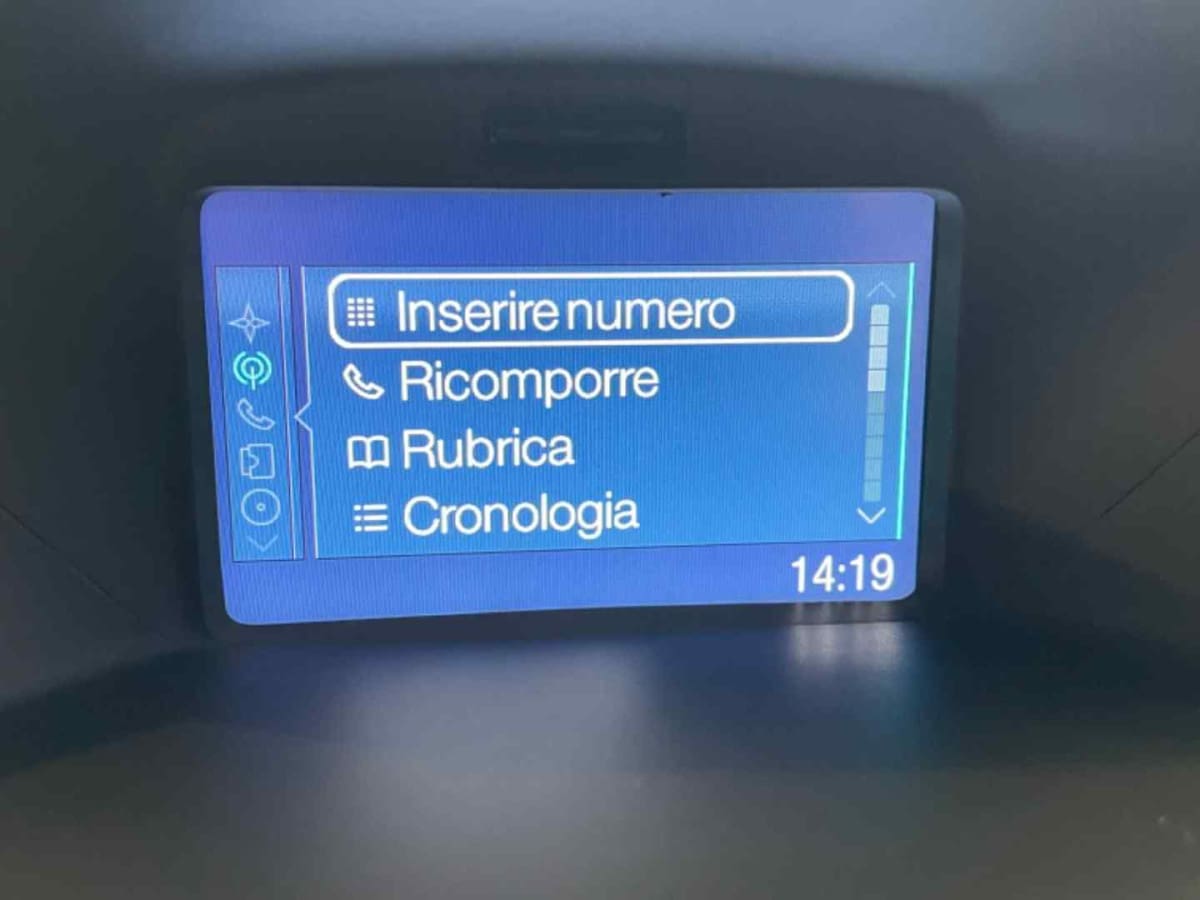 Inserire numero
Ricomporre
Rubrica
Cronologia
14:19